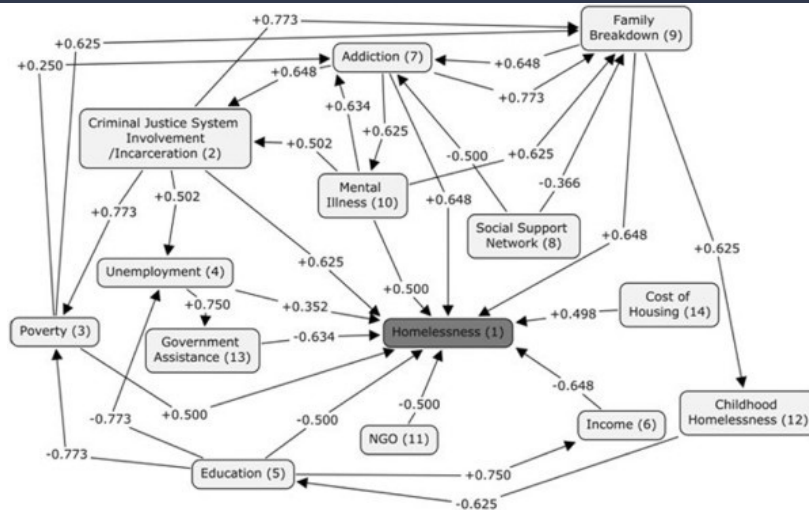 +0.773
Family
Breakdown (9)
+0.625
Addiction (7)
+0.250
+0.648
+0.648
+0.773
+0.634
Criminal Justice System
Involvement
/Incarceration (2)
+0.625
+0.502
-0.500
+0.625
Mental
Illness (10)
-0.366
+0.502
+0.648
+0.773
Social Support
Network (8)
+0.648
+0.625
+0.625
Unemployment (4)
+0.500
+0.750
+0.352
Cost of
Housing (14)
+0.498
Poverty (3)
Homelessness (1)
Government
Assistance (13)
-0.634
-0.648
-0.773
+0.500
-0.500
-0.500
Income (6)
Childhood
Homelessness (12)
NGO (11)
-0.773
Education (5)
+0.750
-0.625